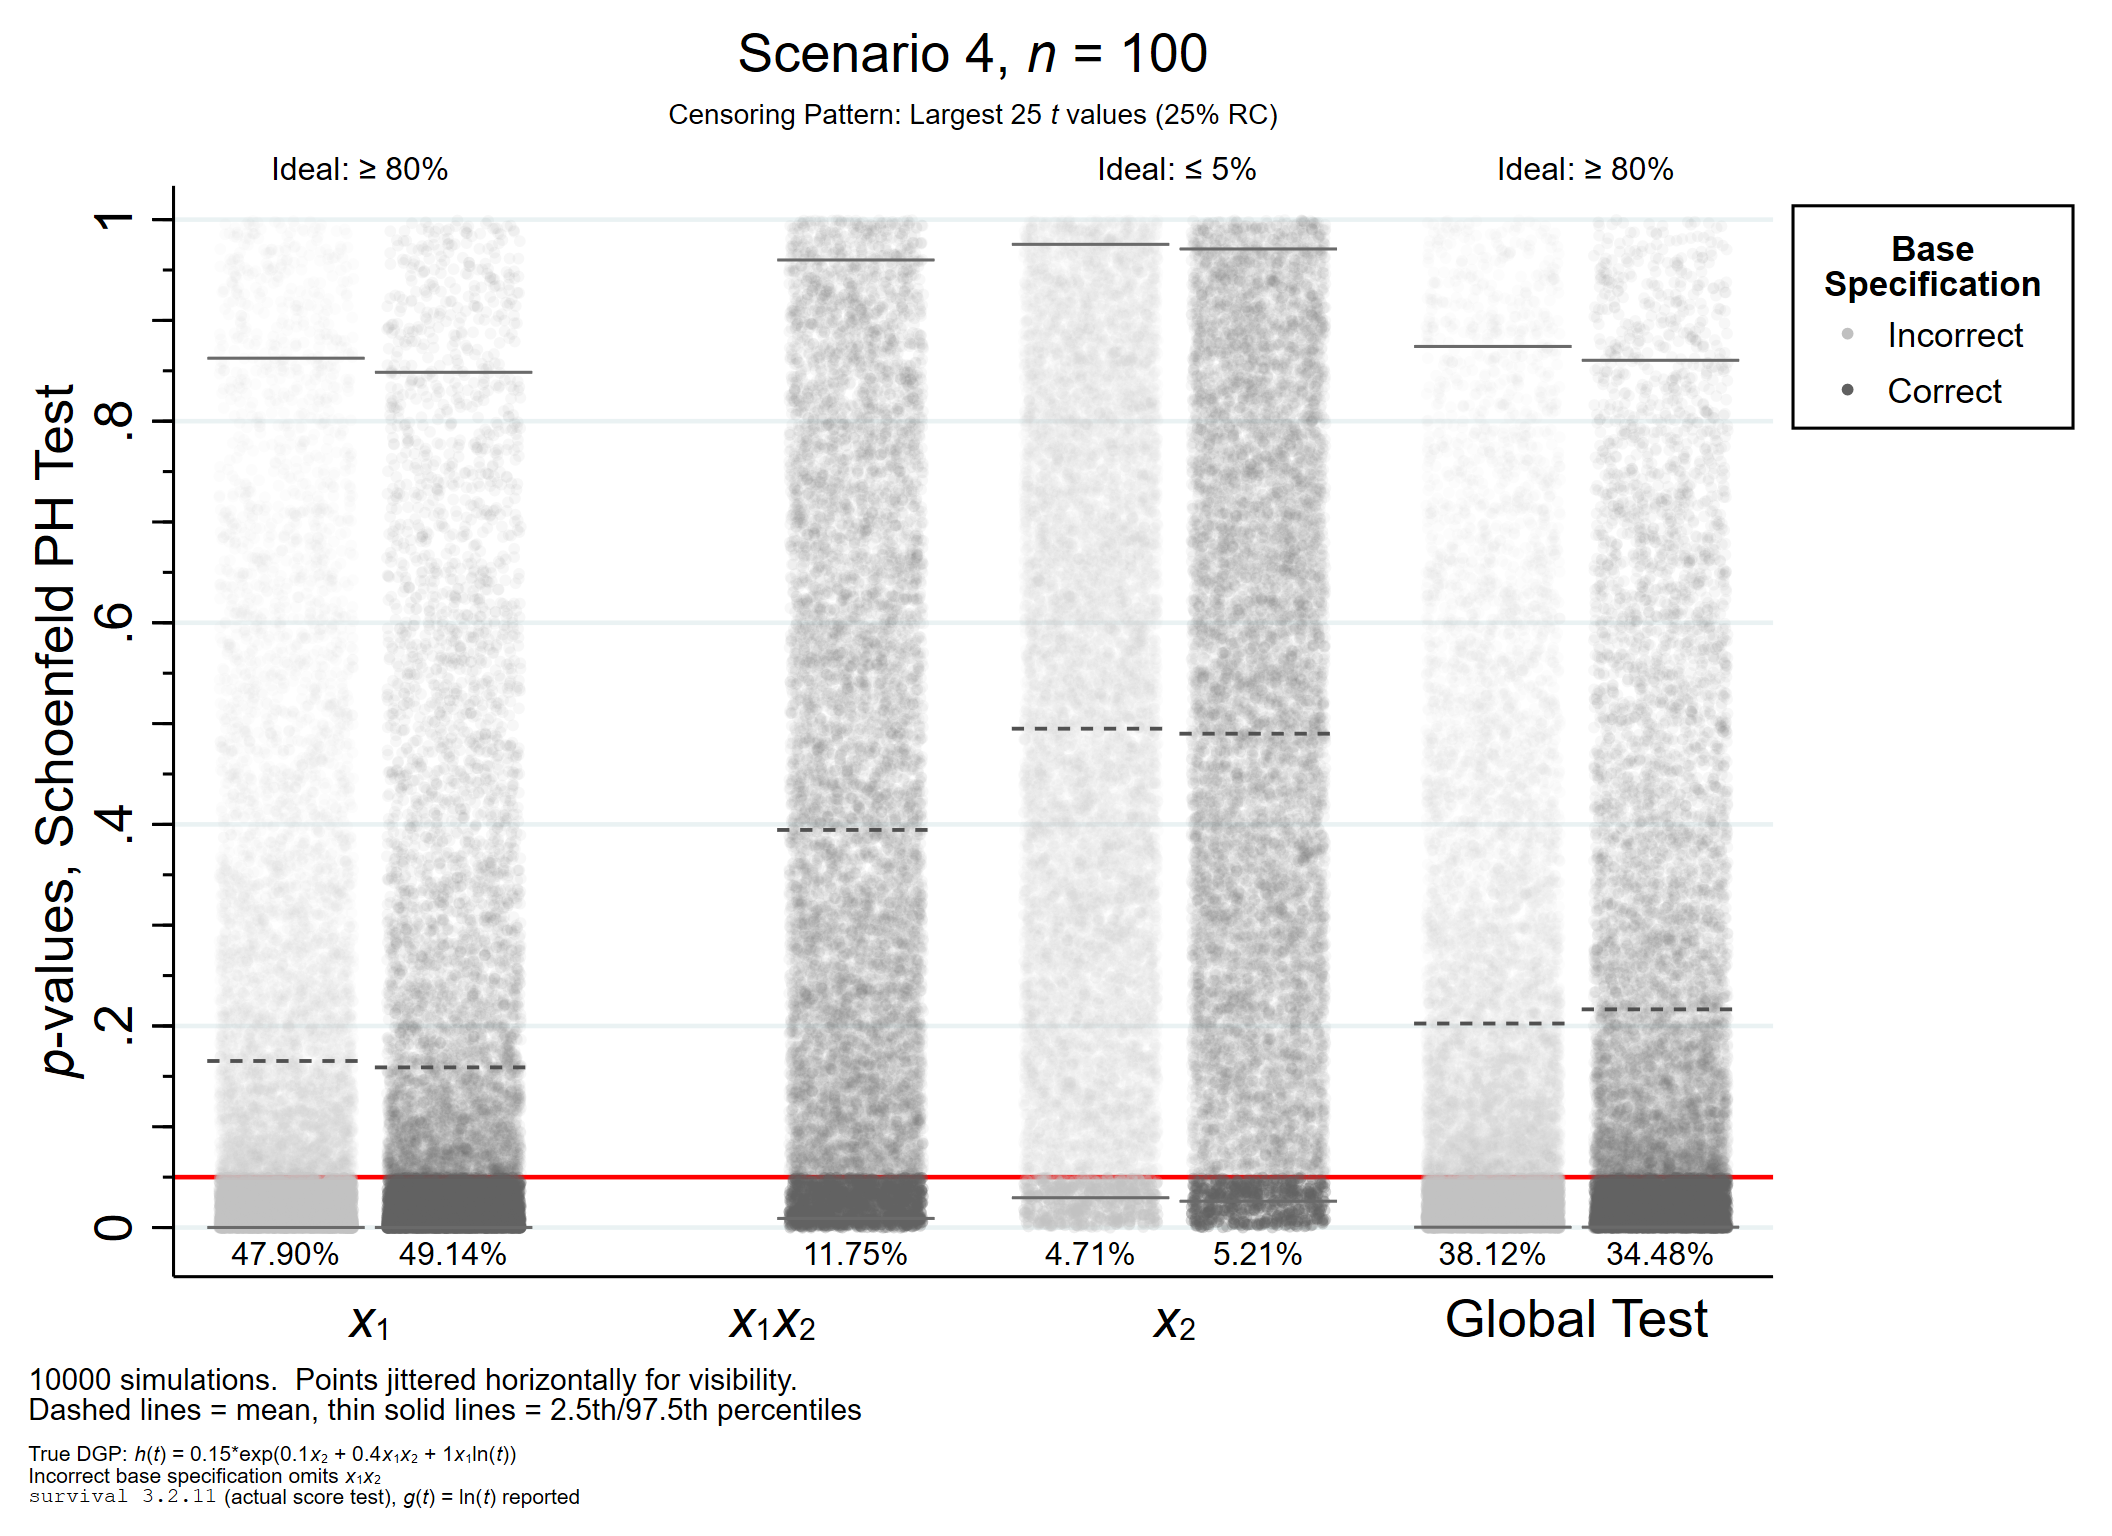 Scenario 4, n = 100
Censoring Pattern: Largest 25 t values (25% RC)
Ideal: ≥ 80%
Ideal: ≤ 5%
Ideal: ≥ 80%
p-values, Schoenfeld PH Test
1
.8
.6
.4
.2
0
Base
Specification
Incorrect
Correct
47.90%
49.14%
11.75%
4.71%
5.21%
38.12%
34.48%
x₁
x₁x₂
x₂
Global Test
10000 simulations.  Points jittered horizontally for visibility.
Dashed lines = mean, thin solid lines = 2.5th/97.5th percentiles
True DGP: h(t) = 0.15*exp(0.1x₂ + 0.4x₁x₂ + 1x₁ln(t))
Incorrect base specification omits x₁x₂
survival 3.2.11 (actual score test), g(t) = ln(t) reported